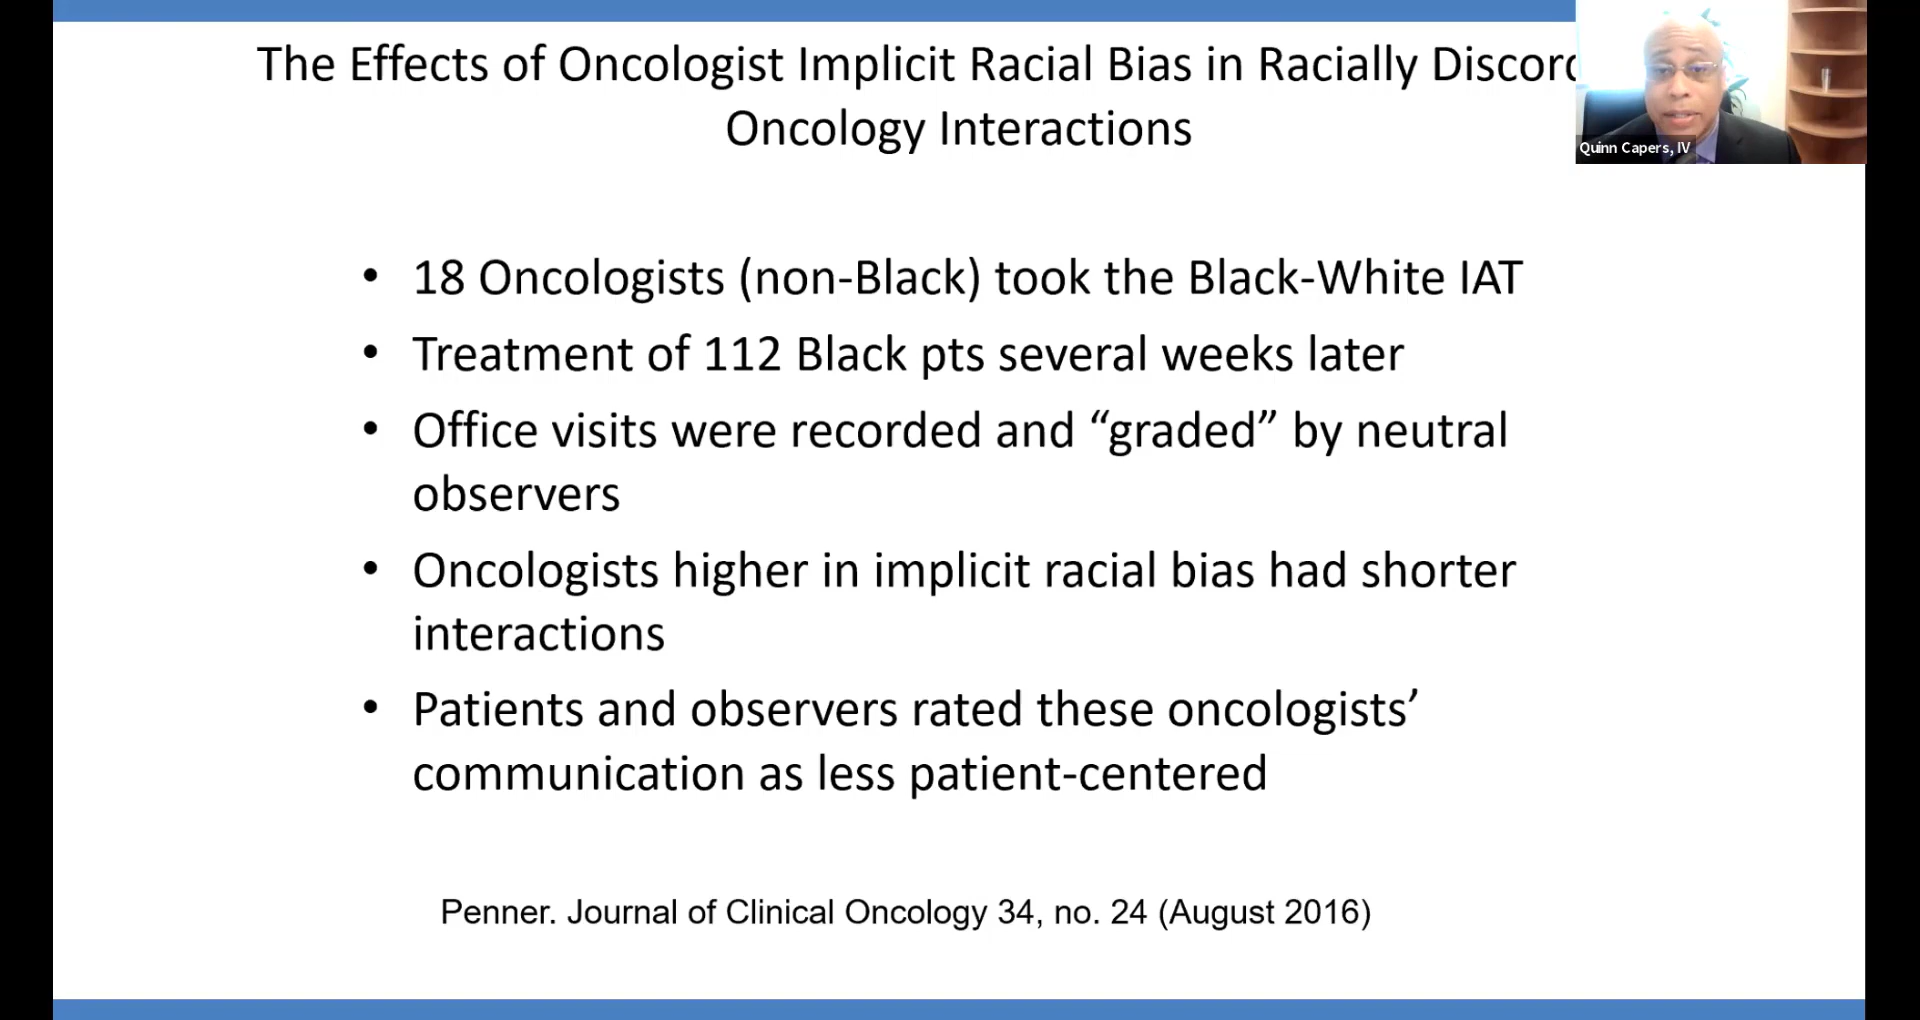 The Effects of Oncologist Implicit Racial Bias in Racially
Oncology Interactions
Quinn Capers, IV
• 18 Oncologists (non-Black) took the Black-White IAT
• Treatment of 112 Black pts several weeks later
• Office visits were recorded and “graded” by neutral
observers
• Oncologists higher in implicit racial bias had shorter
interactions
• Patients and observers rated these oncologists’
communication as less patient-centered
Penner. Journal of Clinical Oncology 34, no. 24 (August 2016)